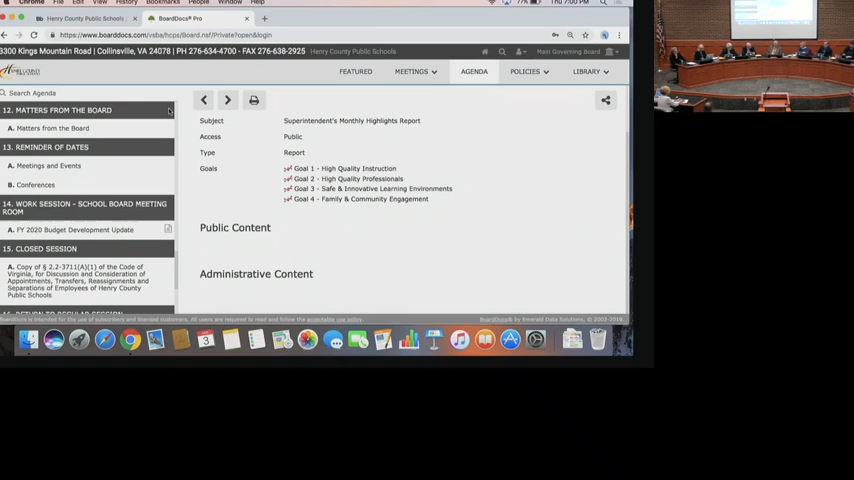 Chrome File Edit View History Bookmarks People Window Help 77% Thu 7:00 PM
Henry County Public Schools BoardDocs® Pro
https://www.boarddocs.com/vsba/hcps/Board.nsf/Private?open&login
3300 Kings Mountain Road | Collinsville, VA 24078 | PH 276-634-4700 - FAX 276-638-2925 Henry County Public Schools Main Governing Board
FEATURED MEETINGS AGENDA POLICIES LIBRARY
Search Agenda
12. MATTERS FROM THE BOARD
A. Matters from the Board
13. REMINDER OF DATES
A. Meetings and Events
B. Conferences
14. WORK SESSION - SCHOOL BOARD MEETING
ROOM
A. FY 2020 Budget Development Update
15. CLOSED SESSION
A. Copy of § 2.2-3711(A)(1) of the Code of
Virginia, for Discussion and Consideration of
Appointments, Transfers, Reassignments and
Separations of Employees of Henry County
Public Schools
16. RETURN TO REGULAR SESSION
Subject Superintendent's Monthly Highlights Report
Access Public
Type Report
Goals Goal 1 - High Quality Instruction
Goal 2 - High Quality Professionals
Goal 3 - Safe & Innovative Learning Environments
Goal 4 - Family & Community Engagement
Public Content
Administrative Content
BoardDocs is intended for the use of subscribers and licensed customers. All users are required to read and follow the acceptable use policy. BoardDocs® by Emerald Data Solutions, © 2002-2019.
3